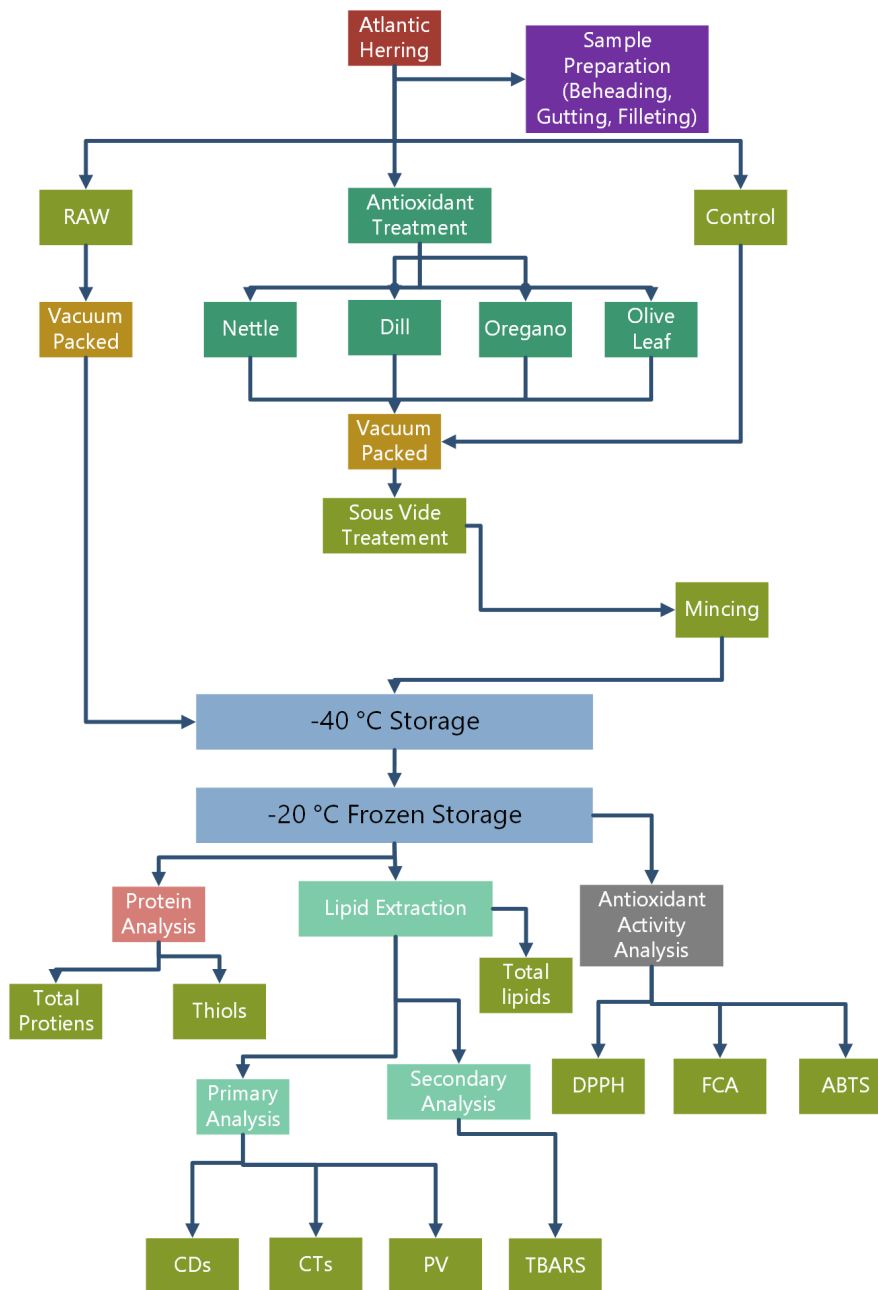 Atlantic
Herring
Sample
Preparation
(Beheading,
Gutting, Filleting)
RAW
Antioxidant
Treatment
Control
Vacuum
Packed
Nettle
Dill
Oregano
Olive
Leaf
Vacuum
Packed
Sous Vide
Treatement
Mincing
-40 °C Storage
-20 °C Frozen Storage
Protein
Analysis
Lipid Extraction
Antioxidant
Activity
Analysis
Total
Protiens
Thiols
Total
lipids
Primary
Analysis
Secondary
Analysis
DPPH
FCA
ABTS
CDs
CTs
PV
TBARS